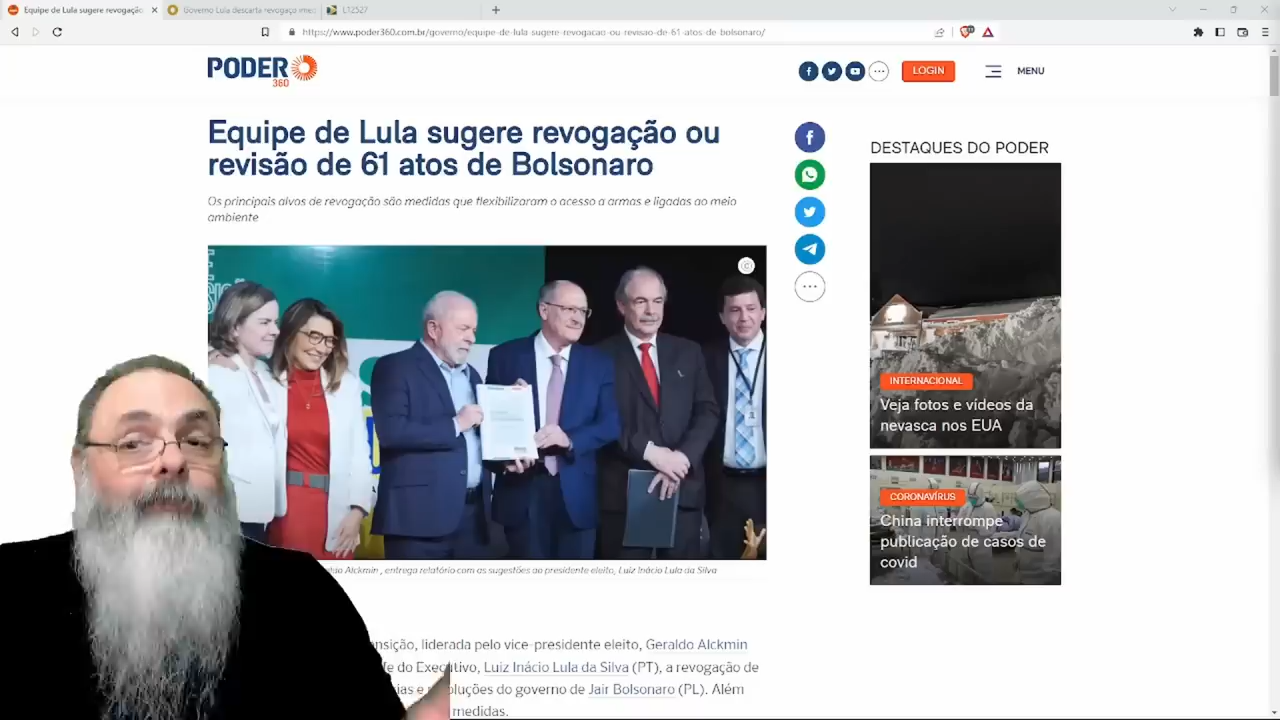 Equipe de Lula sugere revogação
Governo Lula descarta revogaço ime
L12527
https://www.poder360.com.br/governo/equipe-de-lula-sugere-revogacao-ou-revisao-de-61-atos-de-bolsonaro/
PODER
360
LOGIN
MENU
Equipe de Lula sugere revogação ou
revisão de 61 atos de Bolsonaro
Os principais alvos de revogação são medidas que flexibilizaram o acesso a armas e ligadas ao meio
ambiente
DESTAQUES DO PODER
INTERNACIONAL
Veja fotos e vídeos da
nevasca nos EUA
CORONAVÍRUS
China interrompe
publicação de casos de
covid
Alckmin , entrega relatório com as sugestões ao presidente eleito, Luiz Inácio Lula da Silva
liderada pelo vice-presidente eleito, Geraldo Alckmin
do Executivo, Luiz Inácio Lula da Silva (PT), a revogação de
do governo de Jair Bolsonaro (PL). Além
medidas.